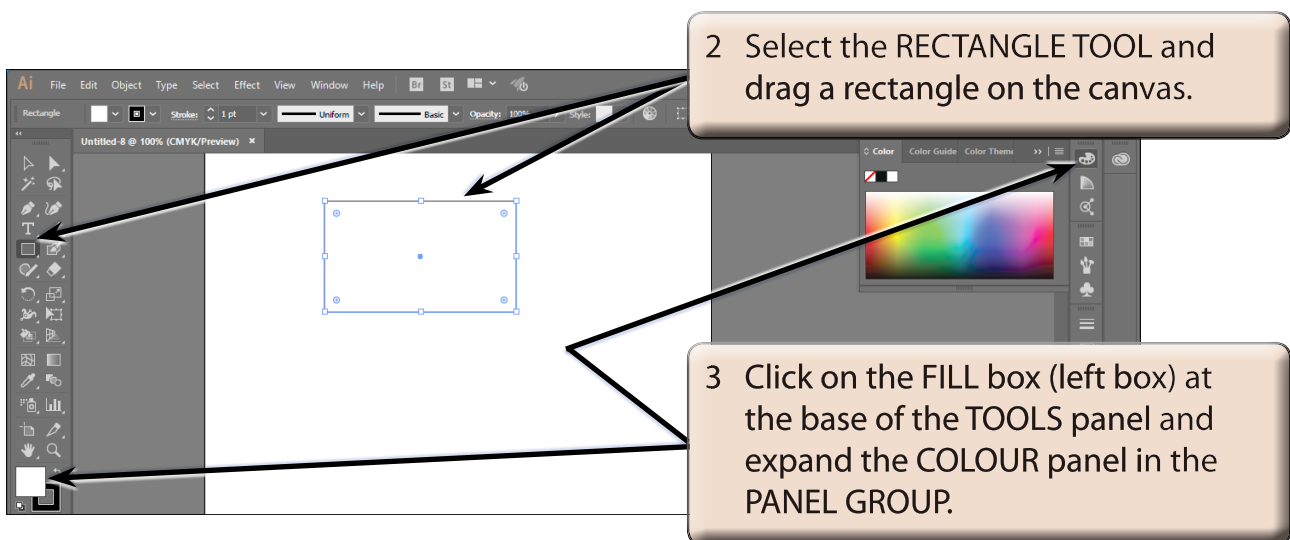 2 Select the RECTANGLE TOOL and
drag a rectangle on the canvas.
Ai File Edit Object Type Select Effect View Window Help Br St
Rectangle Stroke: 1 pt Uniform Basic Opacity: 100% Style:
Untitled-8 @ 100% (CMYK/Preview) ×
Color Color Guide Color Theme
T
3 Click on the FILL box (left box) at
the base of the TOOLS panel and
expand the COLOUR panel in the
PANEL GROUP.